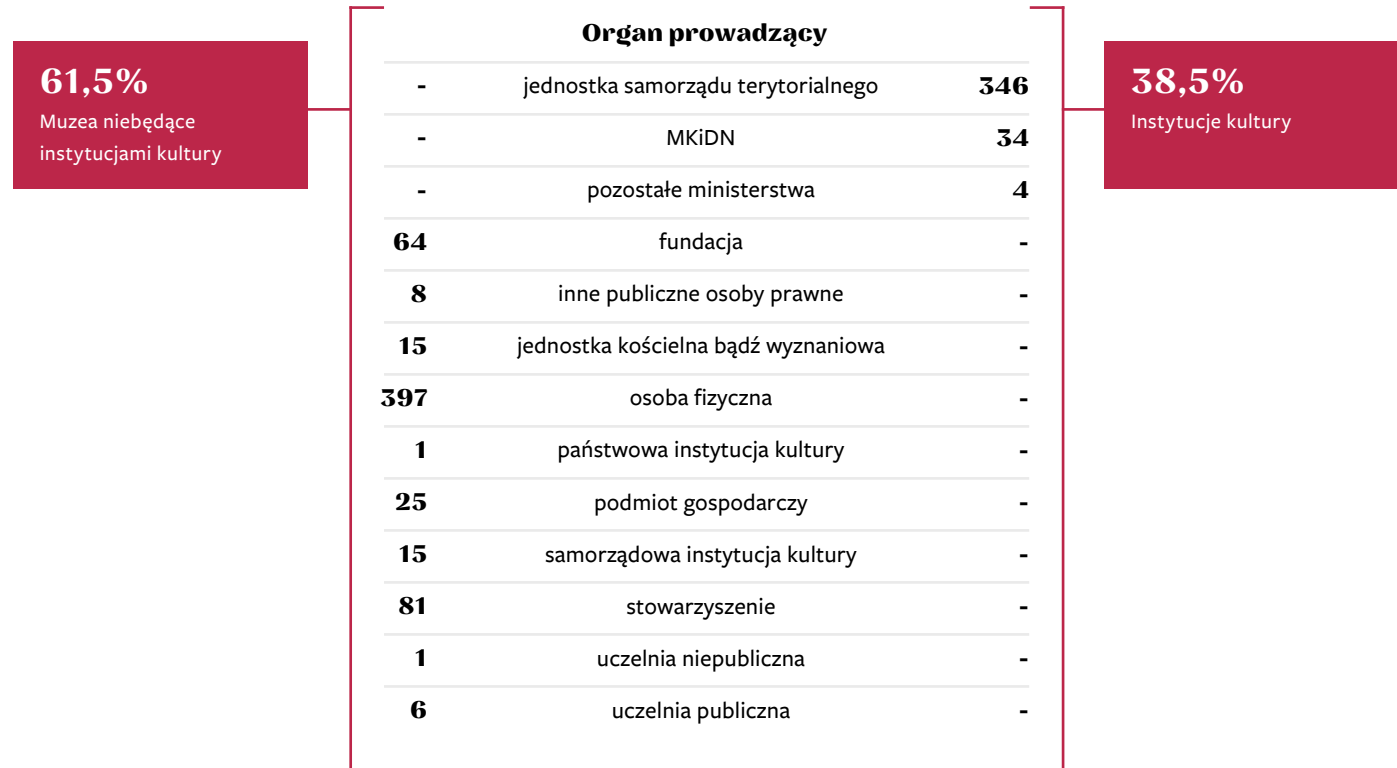 Organ prowadzący
61,5%
Muzea niebędące
instytucjami kultury
38,5%
Instytucje kultury
- jednostka samorządu terytorialnego 346
- MKiDN 34
- pozostałe ministerstwa 4
64 fundacja -
8 inne publiczne osoby prawne -
15 jednostka kościelna bądź wyznaniowa -
397 osoba fizyczna -
1 państwowa instytucja kultury -
25 podmiot gospodarczy -
15 samorządowa instytucja kultury -
81 stowarzyszenie -
1 uczelnia niepubliczna -
6 uczelnia publiczna -